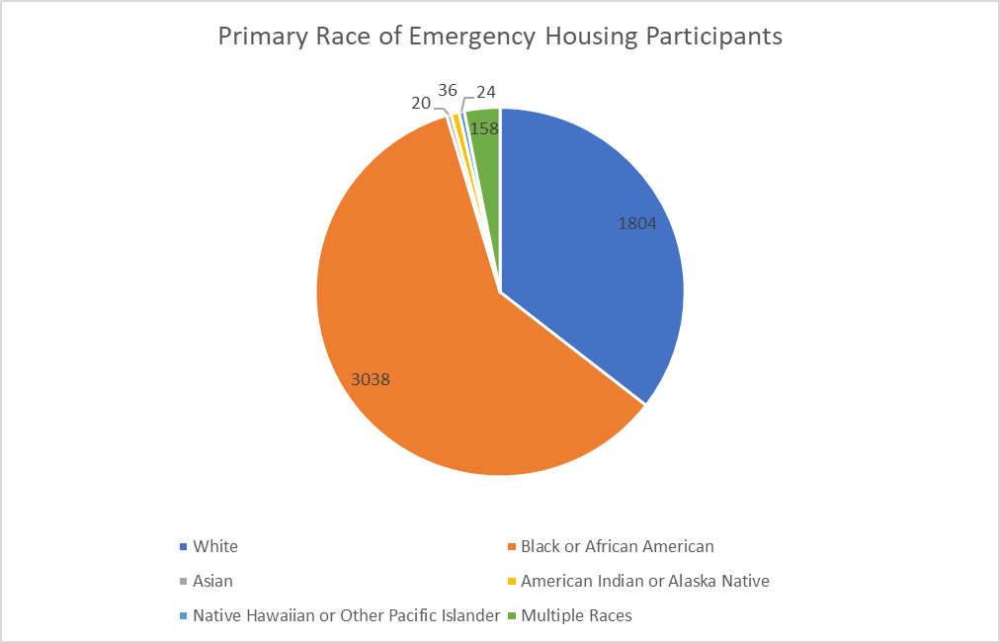 Primary Race of Emergency Housing Participants
36
24
20
158
1804
3038
White
Black or African American
Asian
American Indian or Alaska Native
Native Hawaiian or Other Pacific Islander
Multiple Races